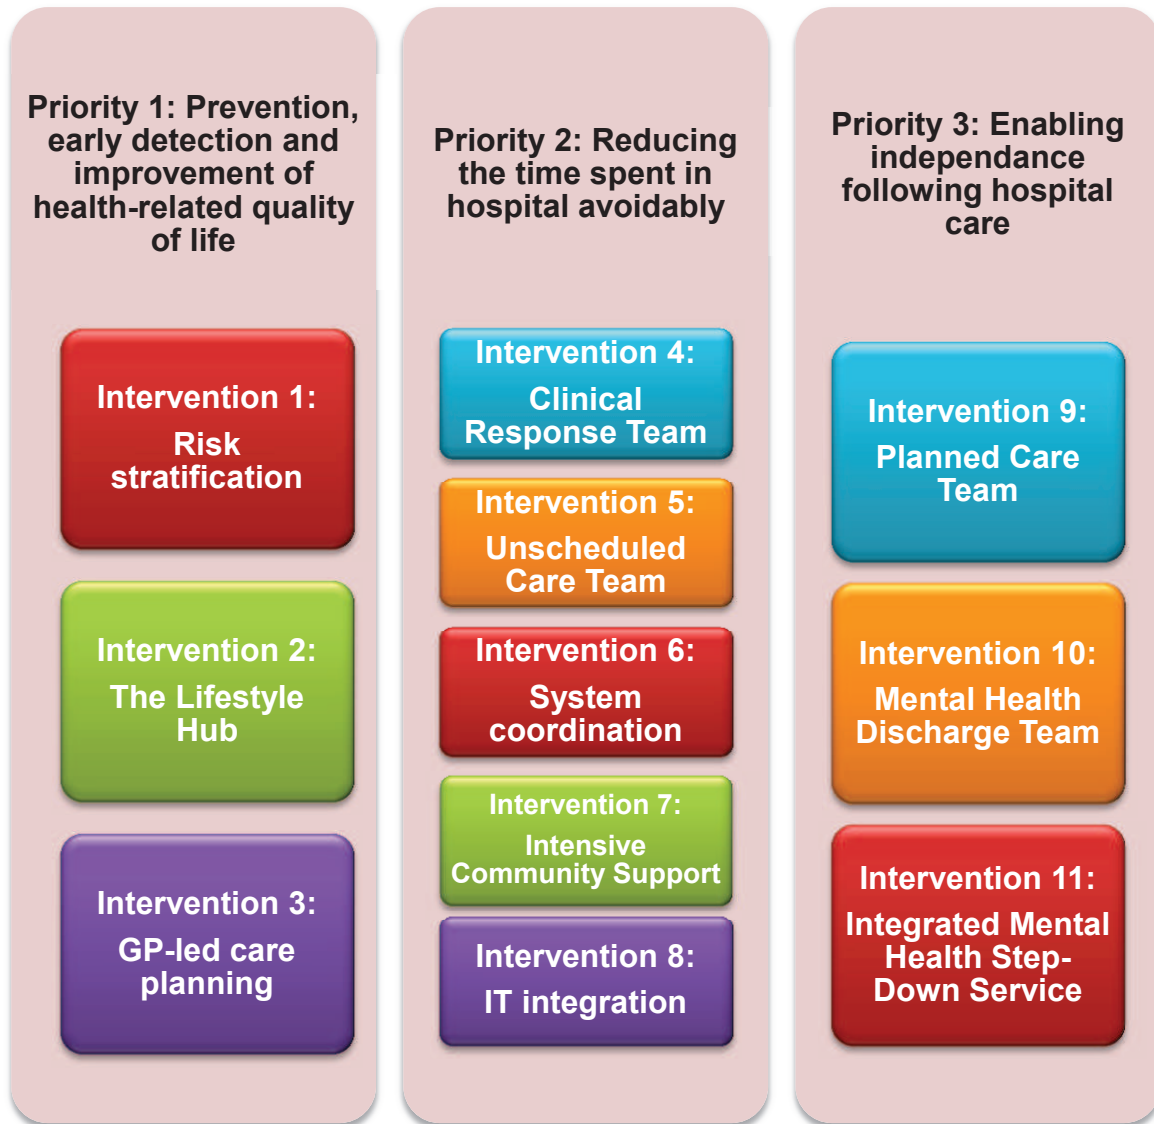 Priority 1: Prevention,
early detection and
improvement of
health-related quality
of life
Intervention 1:
Risk
stratification
Intervention 2:
The Lifestyle
Hub
Intervention 3:
GP-led care
planning
Priority 2: Reducing
the time spent in
hospital avoidably
Intervention 4:
Clinical
Response Team
Intervention 5:
Unscheduled
Care Team
Intervention 6:
System
coordination
Intervention 7:
Intensive
Community Support
Intervention 8:
IT integration
Priority 3: Enabling
independance
following hospital
care
Intervention 9:
Planned Care
Team
Intervention 10:
Mental Health
Discharge Team
Intervention 11:
Integrated Mental
Health Step-
Down Service